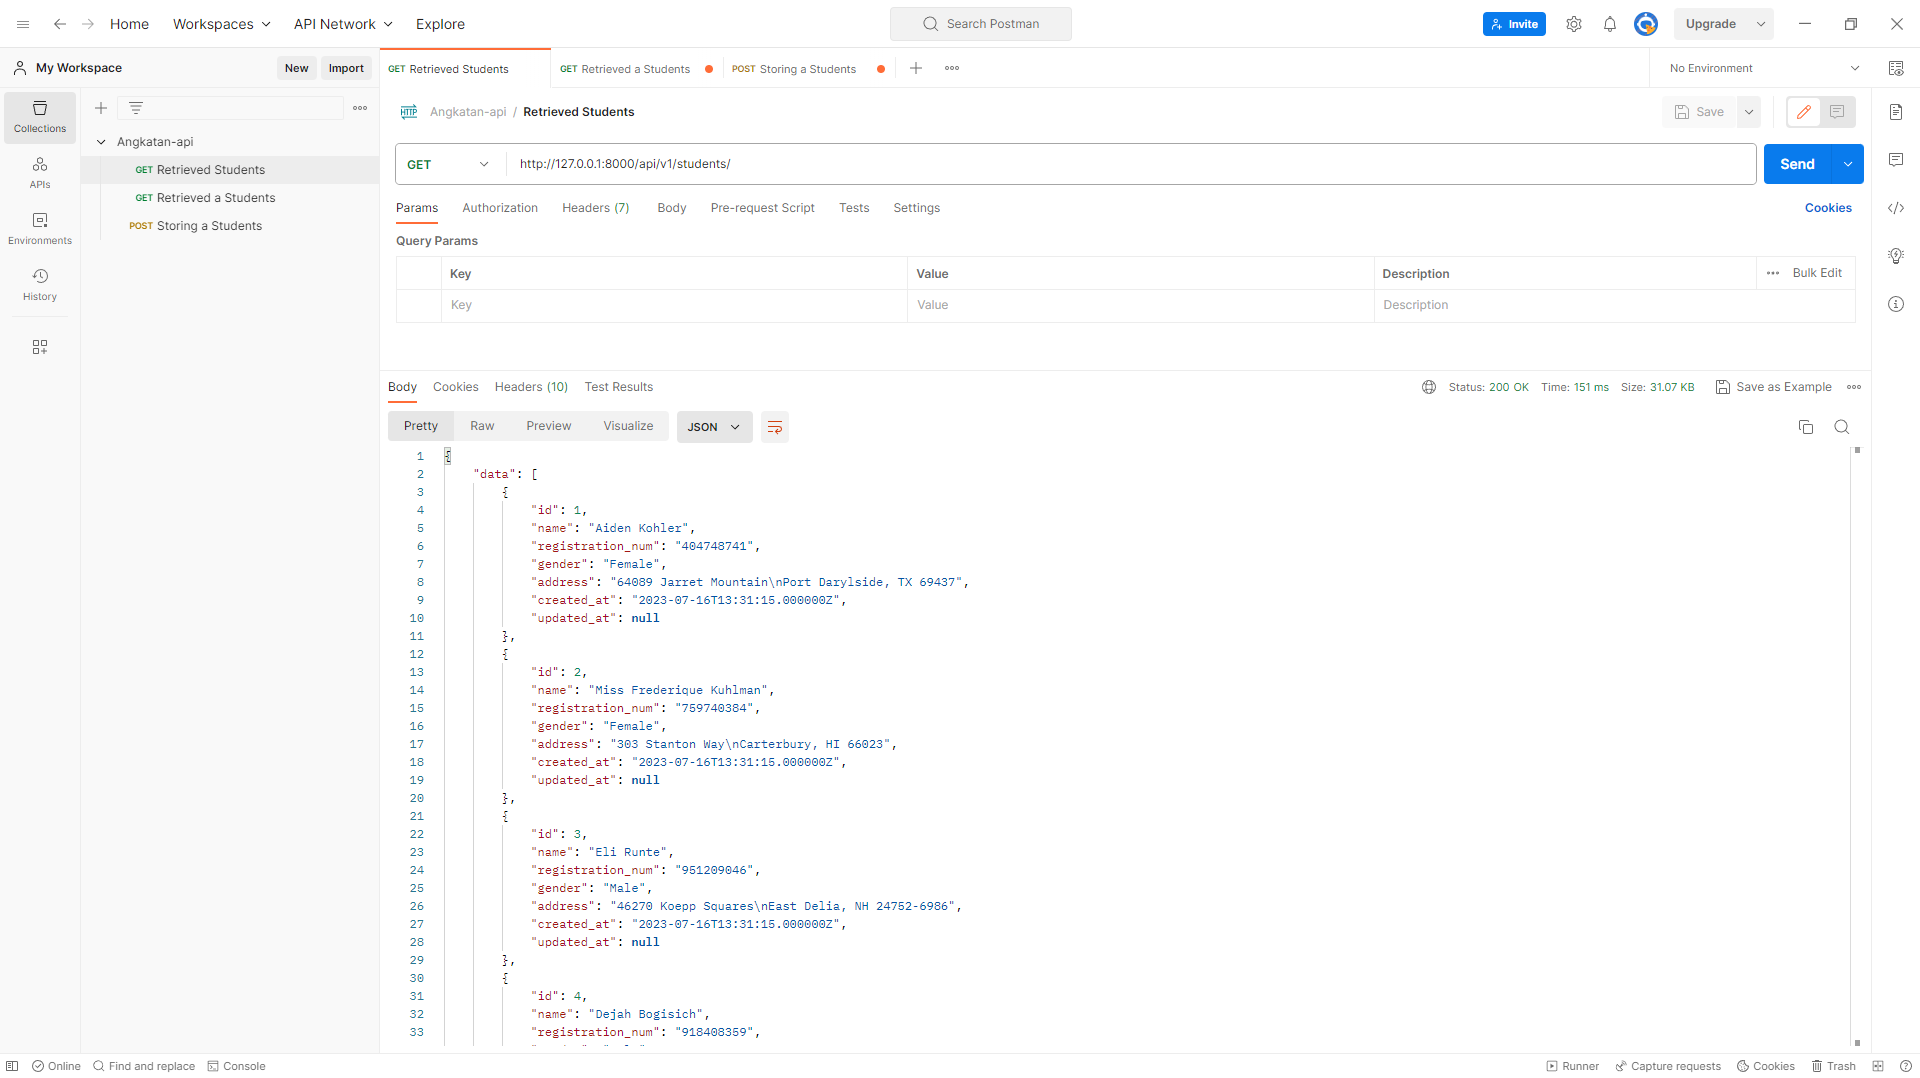 Home Workspaces API Network Explore Search Postman Invite Upgrade
My Workspace New Import GET Retrieved Students GET Retrieved a Students POST Storing a Students No Environment
Collections
APIs
Environments
History
Angkatan-api
GET Retrieved Students
GET Retrieved a Students
POST Storing a Students
HTTP Angkatan-api / Retrieved Students Save
GET http://127.0.0.1:8000/api/v1/students/ Send
Params Authorization Headers (7) Body Pre-request Script Tests Settings Cookies
Query Params
Key Value Description Bulk Edit
Key Value Description
Body Cookies Headers (10) Test Results Status: 200 OK Time: 151 ms Size: 31.07 KB Save as Example
Pretty Raw Preview Visualize JSON
1 {
2 "data": [
3 {
4 "id": 1,
5 "name": "Aiden Kohler",
6 "registration_num": "404748741",
7 "gender": "Female",
8 "address": "64089 Jarret Mountain\nPort Darylside, TX 69437",
9 "created_at": "2023-07-16T13:31:15.000000Z",
10 "updated_at": null
11 },
12 {
13 "id": 2,
14 "name": "Miss Frederique Kuhlman",
15 "registration_num": "759740384",
16 "gender": "Female",
17 "address": "303 Stanton Way\nCarterbury, HI 66023",
18 "created_at": "2023-07-16T13:31:15.000000Z",
19 "updated_at": null
20 },
21 {
22 "id": 3,
23 "name": "Eli Runte",
24 "registration_num": "951209046",
25 "gender": "Male",
26 "address": "46270 Koepp Squares\nEast Delia, NH 24752-6986",
27 "created_at": "2023-07-16T13:31:15.000000Z",
28 "updated_at": null
29 },
30 {
31 "id": 4,
32 "name": "Dejah Bogisich",
33 "registration_num": "918408359",
Online Find and replace Console Runner Capture requests Cookies Trash